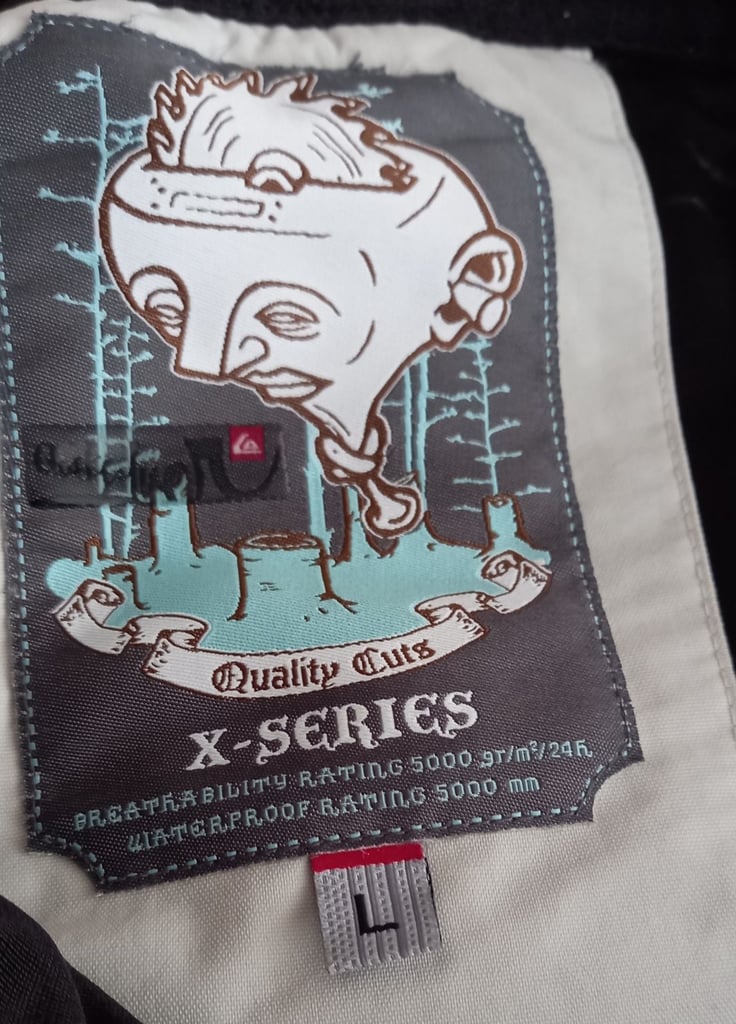 Quality Cuts
X-SERIES
BREATHABILITY RATING 5000 gr/m²/24h
WATERPROOF RATING 5000 mm
L